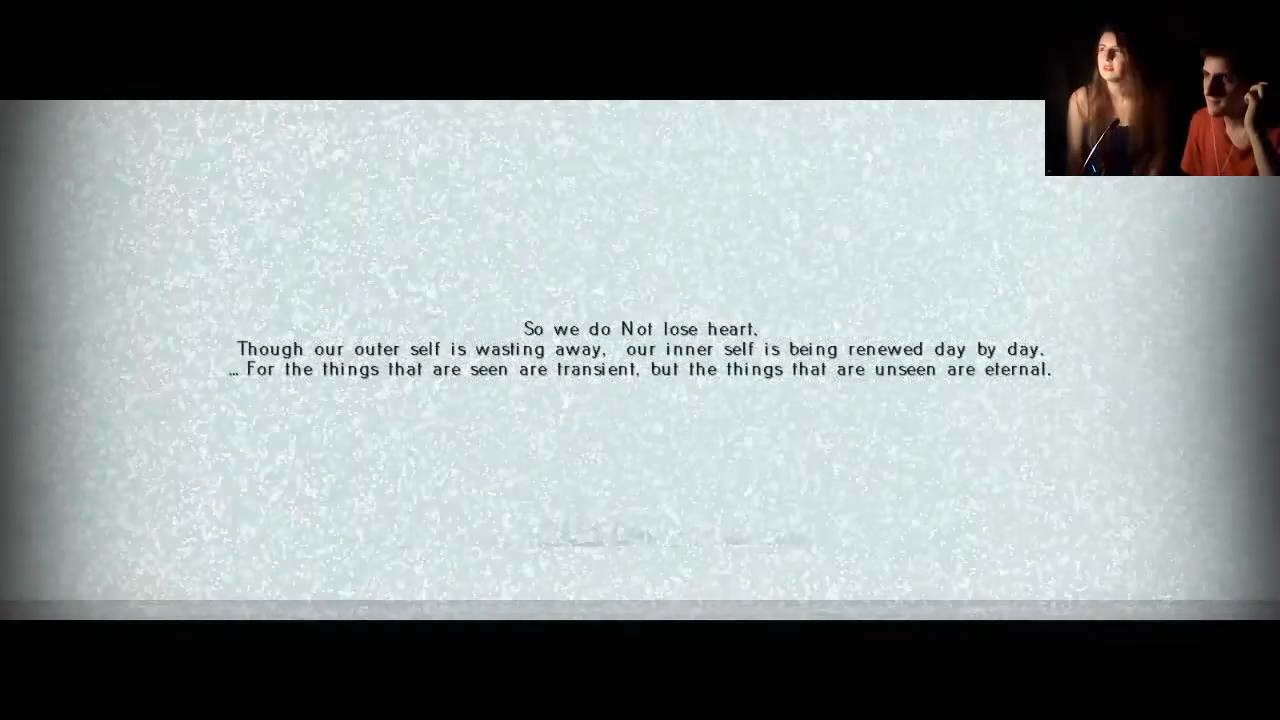 So we do Not lose heart.
Though our outer self is wasting away, our inner self is being renewed day by day.
... For the things that are seen are transient, but the things that are unseen are eternal.